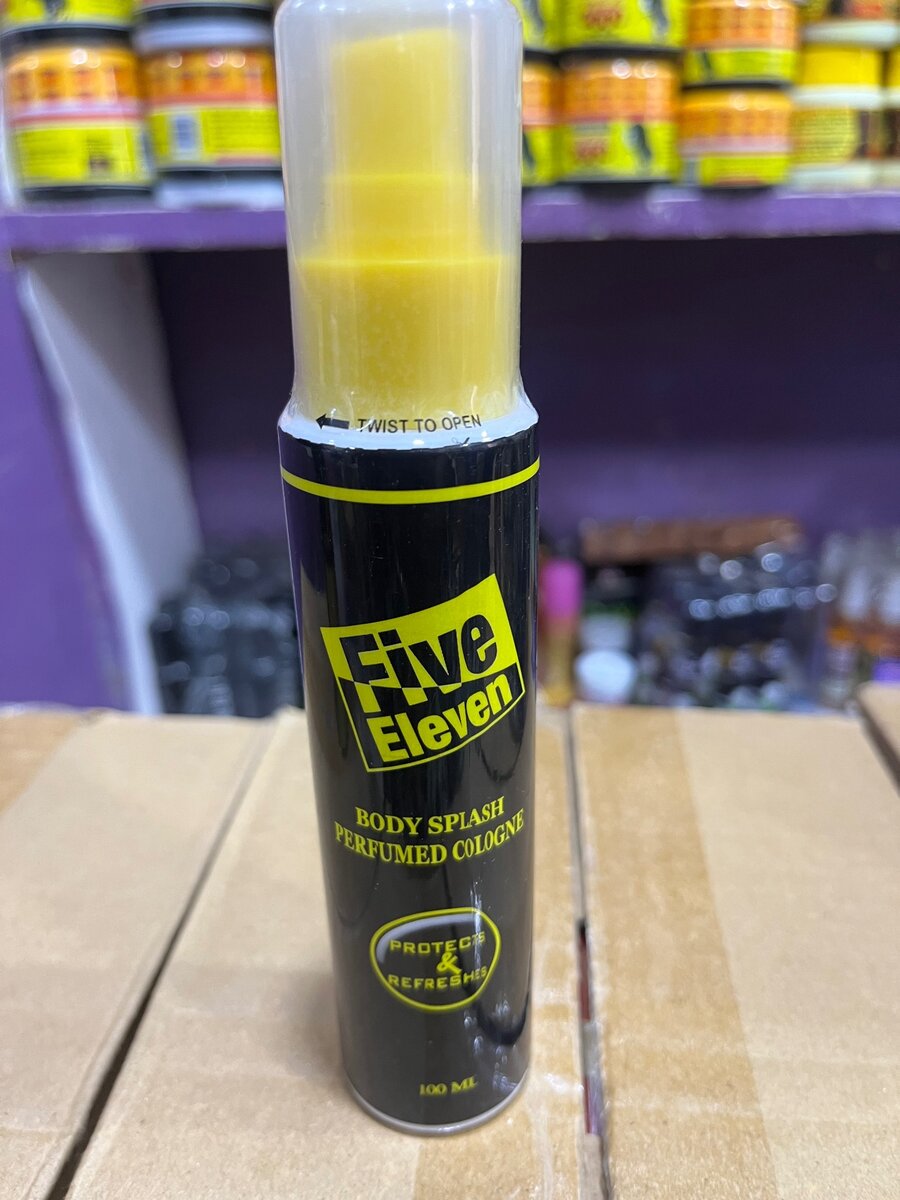 TWIST TO OPEN
Five
Eleven
BODY SPLASH
PERFUMED COLOGNE
PROTECTS
&
REFRESHES
100 ML